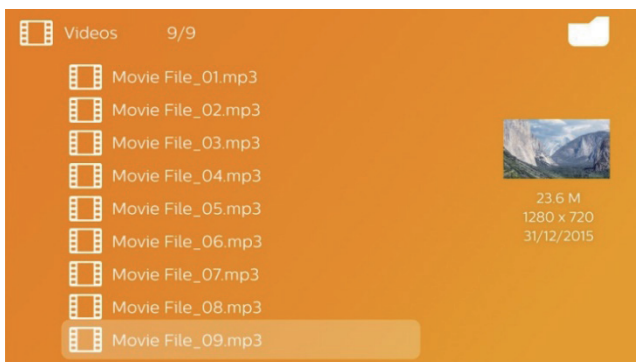 Videos 9/9
Movie File_01.mp3
Movie File_02.mp3
Movie File_03.mp3
Movie File_04.mp3
Movie File_05.mp3
Movie File_06.mp3
Movie File_07.mp3
Movie File_08.mp3
Movie File_09.mp3
23.6 M
1280 x 720
31/12/2015